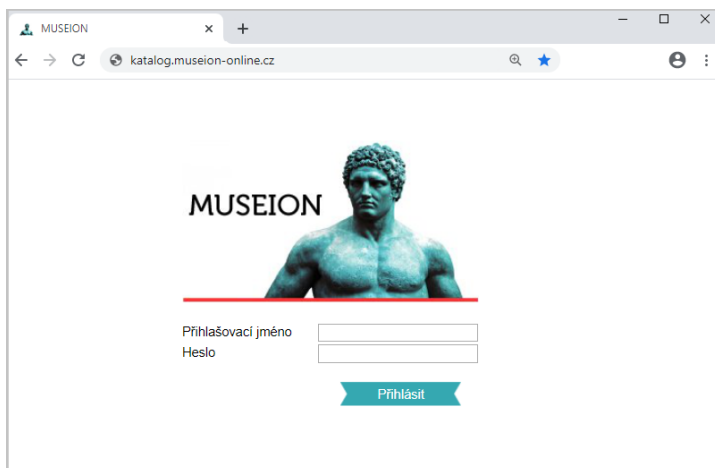 MUSEION
katalog.museion-online.cz
MUSEION
Přihlašovací jméno
Heslo
Přihlásit